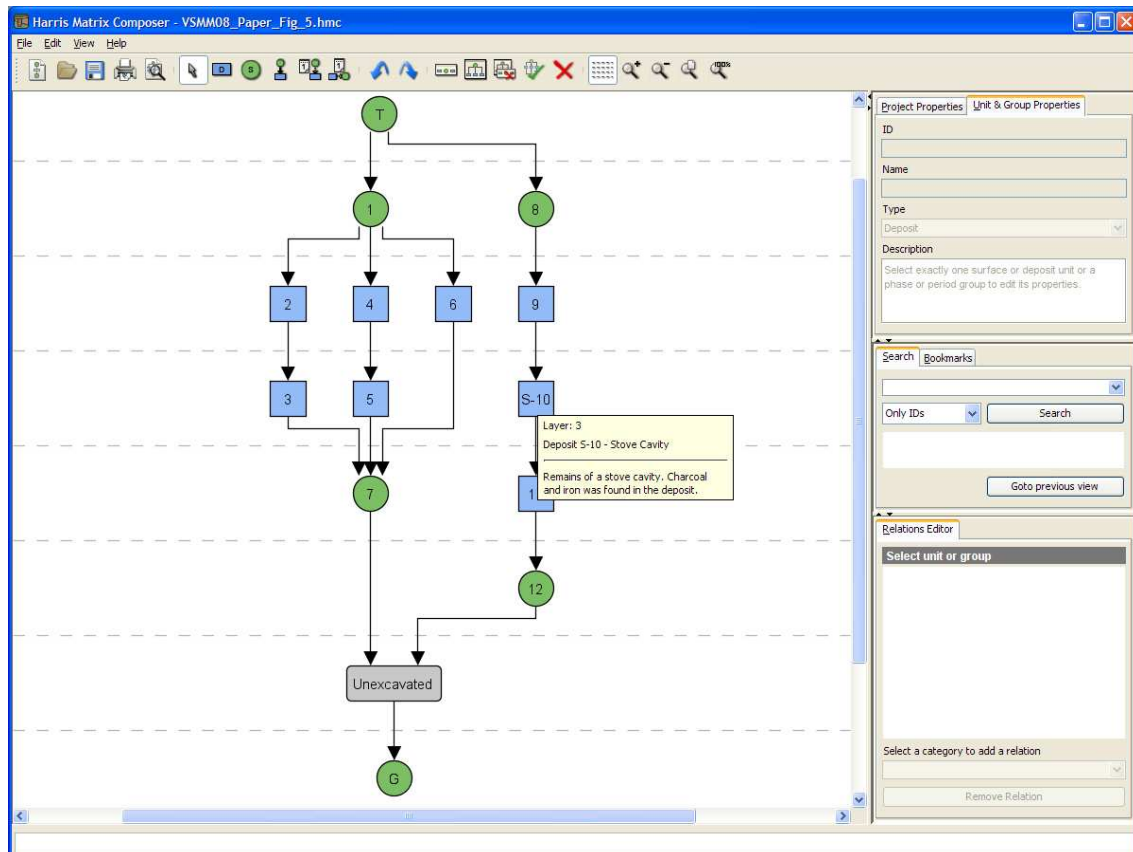 Harris Matrix Composer - VSMM08_Paper_Fig_5.hmc
File Edit View Help
D
S
100%
T
1
8
2
4
6
9
3
5
S-10
Layer: 3
Deposit S-10 - Stove Cavity
Remains of a stove cavity. Charcoal
and iron was found in the deposit.
7
12
Unexcavated
G
Project Properties
Unit & Group Properties
ID
Name
Type
Deposit
Description
Select exactly one surface or deposit unit or a
phase or period group to edit its properties.
Search
Bookmarks
Only IDs
Search
Goto previous view
Relations Editor
Select unit or group
Select a category to add a relation
Remove Relation